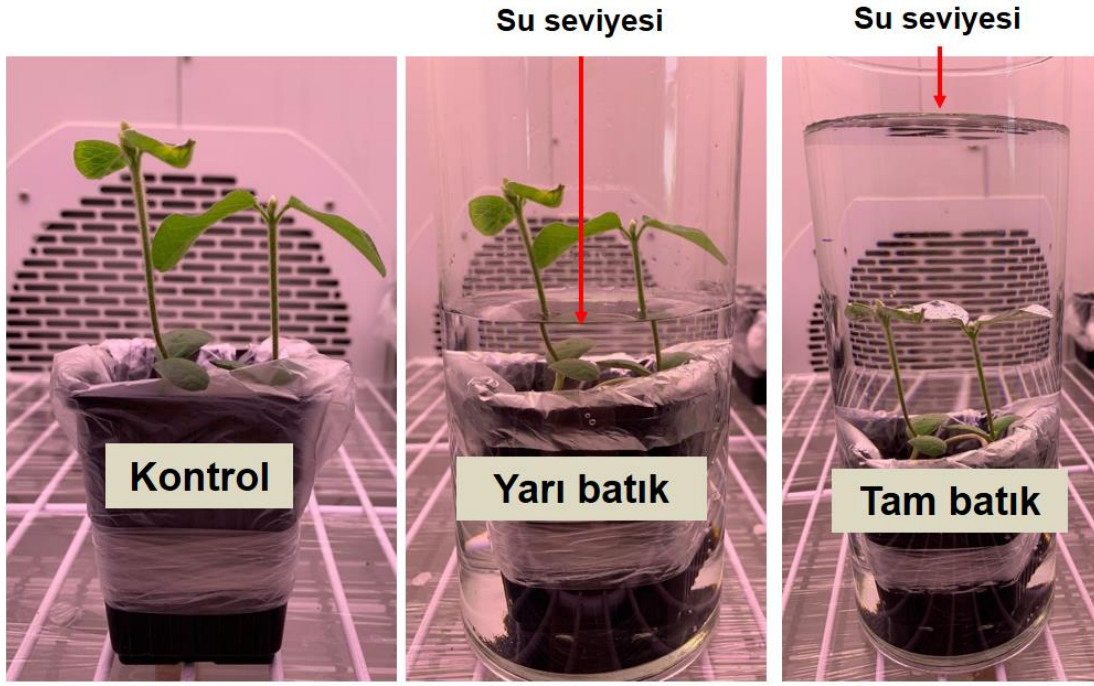 Su seviyesi
Su seviyesi
Kontrol
Yarı batık
Tam batık